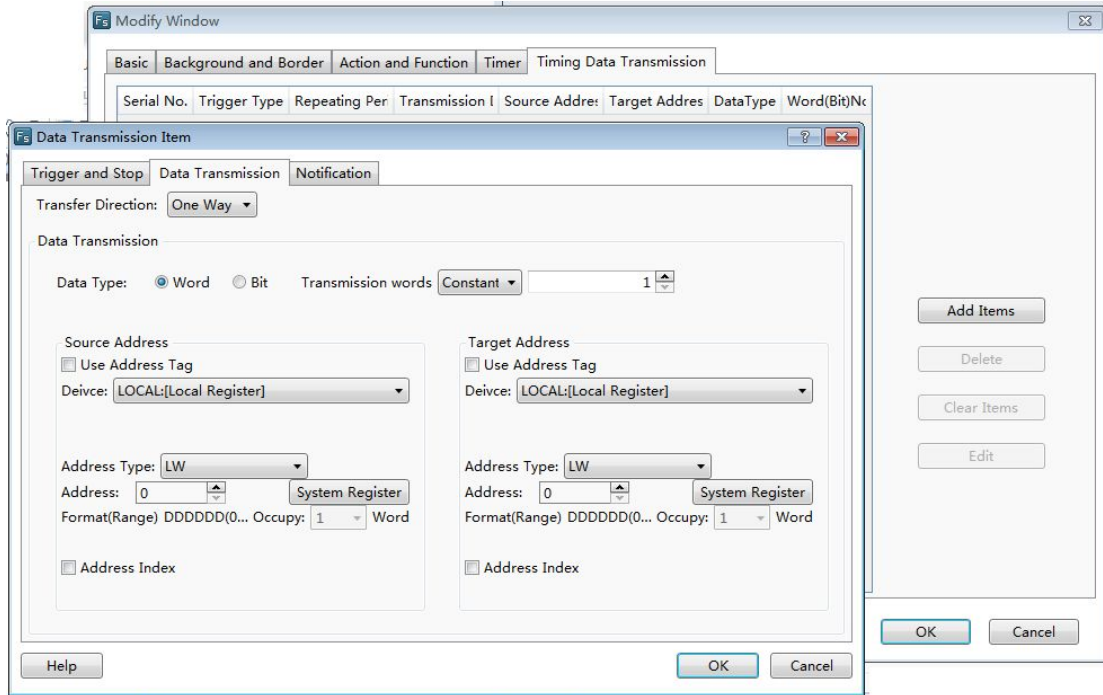 Fs Modify Window
Basic Background and Border Action and Function Timer Timing Data Transmission
Serial No. Trigger Type Repeating Per Transmission I Source Addres Target Addres DataType Word(Bit)No
Fs Data Transmission Item ?
Trigger and Stop Data Transmission Notification
Transfer Direction: One Way
Data Transmission
Data Type: Word Bit Transmission words Constant 1
Add Items
Delete
Clear Items
Edit
Source Address
Use Address Tag
Deivce: LOCAL:[Local Register]
Address Type: LW
Address: 0 System Register
Format(Range) DDDDDD(0... Occupy: 1 Word
Address Index
Target Address
Use Address Tag
Deivce: LOCAL:[Local Register]
Address Type: LW
Address: 0 System Register
Format(Range) DDDDDD(0... Occupy: 1 Word
Address Index
OK Cancel
Help OK Cancel